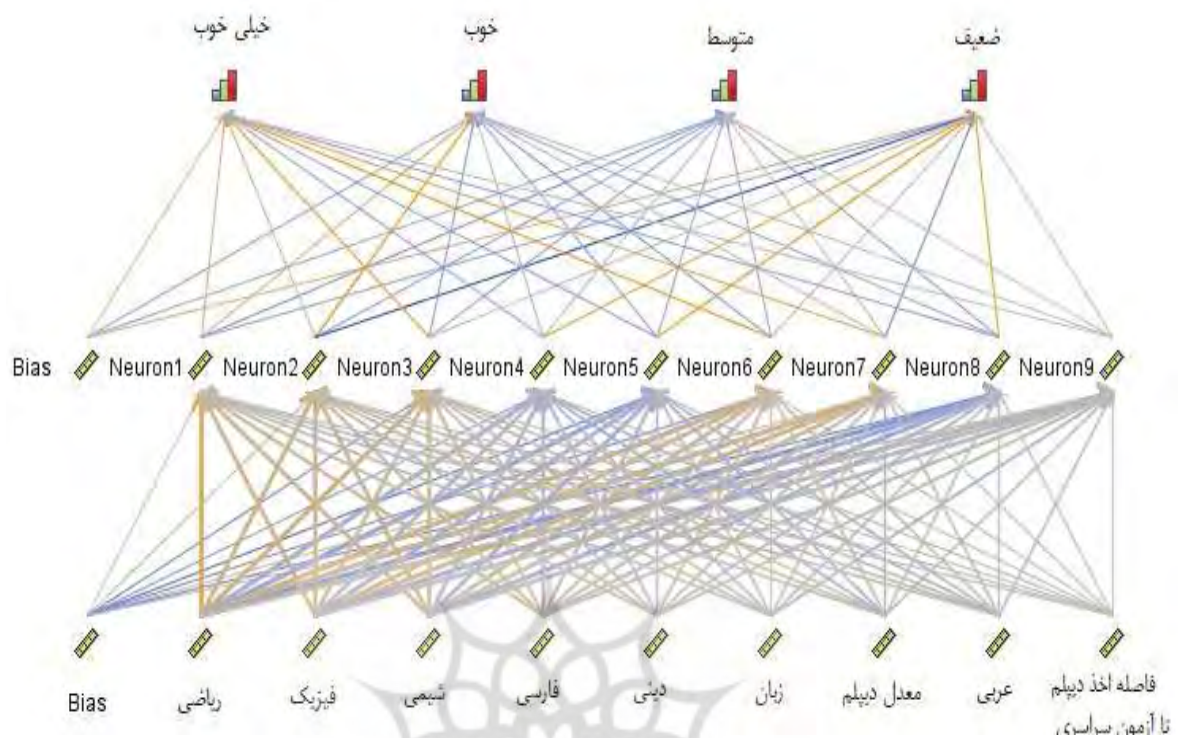 خیلی خوب
خوب
متوسط
ضعیف
Bias Neuron1 Neuron2 Neuron3 Neuron4 Neuron5 Neuron6 Neuron7 Neuron8 Neuron9
Bias
ریاضی
فیزیک
شیمی
فارسی
دینی
زبان
معدل دیپلم
عربی
فاصله اخذ دیپلم
تا آزمون سراسری